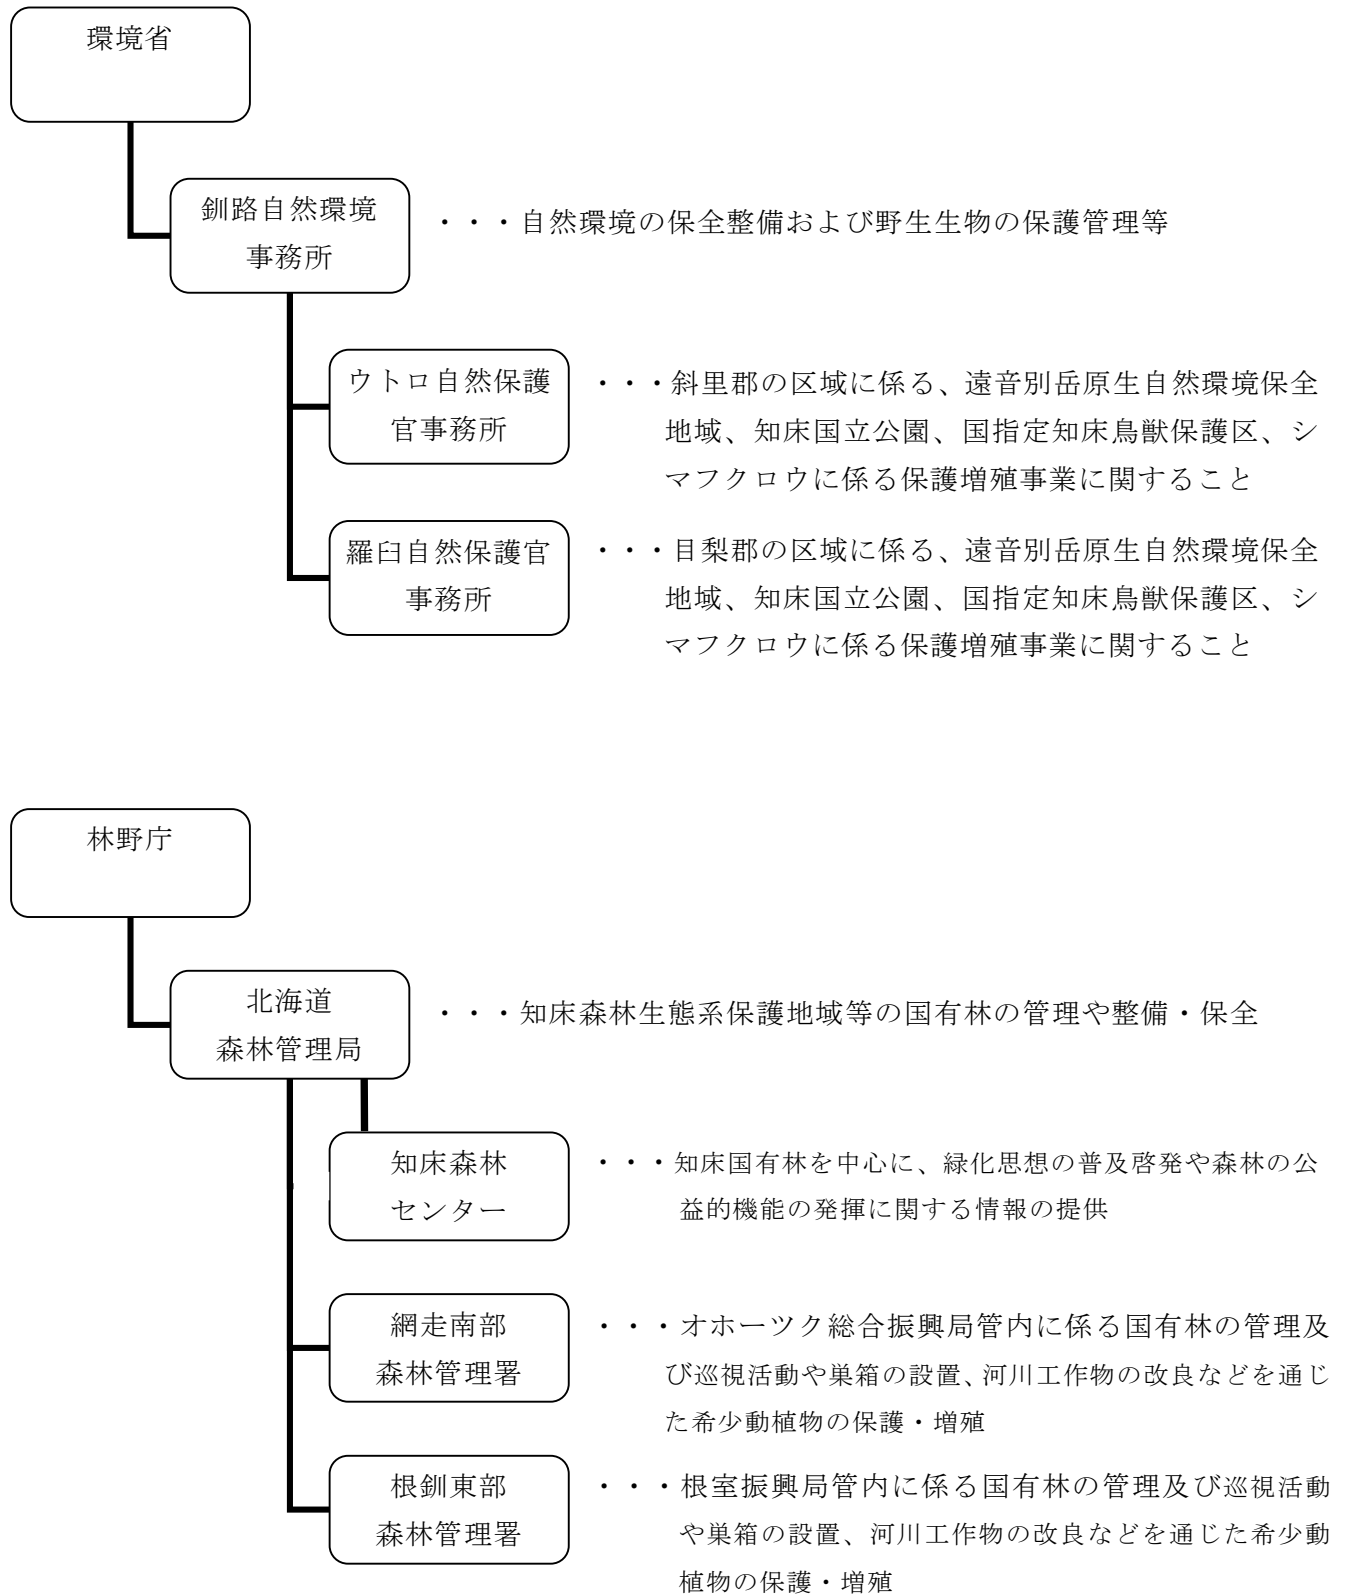 環境省
釧路自然環境
事務所
・・・自然環境の保全整備および野生生物の保護管理等
ウトロ自然保護
官事務所
・・・斜里郡の区域に係る、遠音別岳原生自然環境保全
地域、知床国立公園、国指定知床鳥獣保護区、シ
マフクロウに係る保護増殖事業に関すること
羅臼自然保護官
事務所
・・・目梨郡の区域に係る、遠音別岳原生自然環境保全
地域、知床国立公園、国指定知床鳥獣保護区、シ
マフクロウに係る保護増殖事業に関すること
林野庁
北海道
森林管理局
・・・知床森林生態系保護地域等の国有林の管理や整備・保全
知床森林
センター
・・・知床国有林を中心に、緑化思想の普及啓発や森林の公
益的機能の発揮に関する情報の提供
網走南部
森林管理署
・・・オホーツク総合振興局管内に係る国有林の管理及
び巡視活動や巣箱の設置、河川工作物の改良などを通じ
た希少動植物の保護・増殖
根釧東部
森林管理署
・・・根室振興局管内に係る国有林の管理及び巡視活動
や巣箱の設置、河川工作物の改良などを通じた希少動
植物の保護・増殖